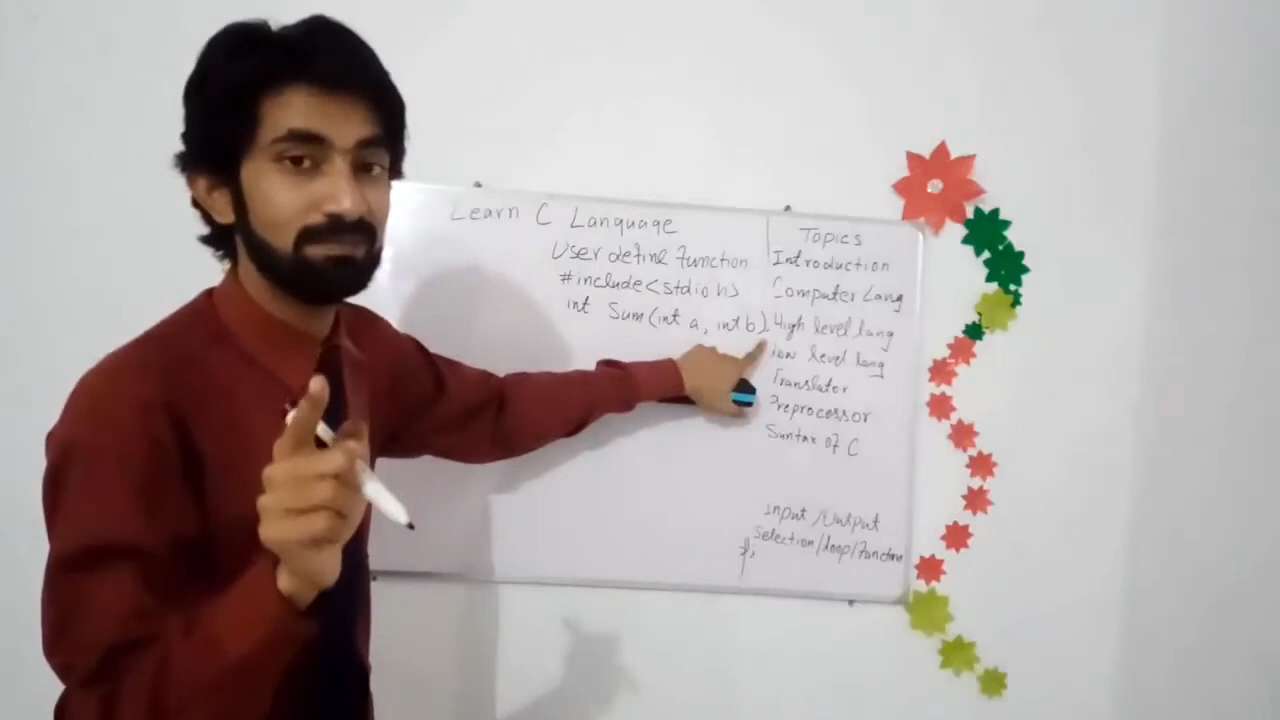 Learn C Language
User define Function
#include<stdio h>
int Sum(int a, int b),
Topics
Introduction
Computer Lang
High level lang
low level lang
Translator
Preprocessor
Suntax of C
Input /Output
Selection/loop/Function